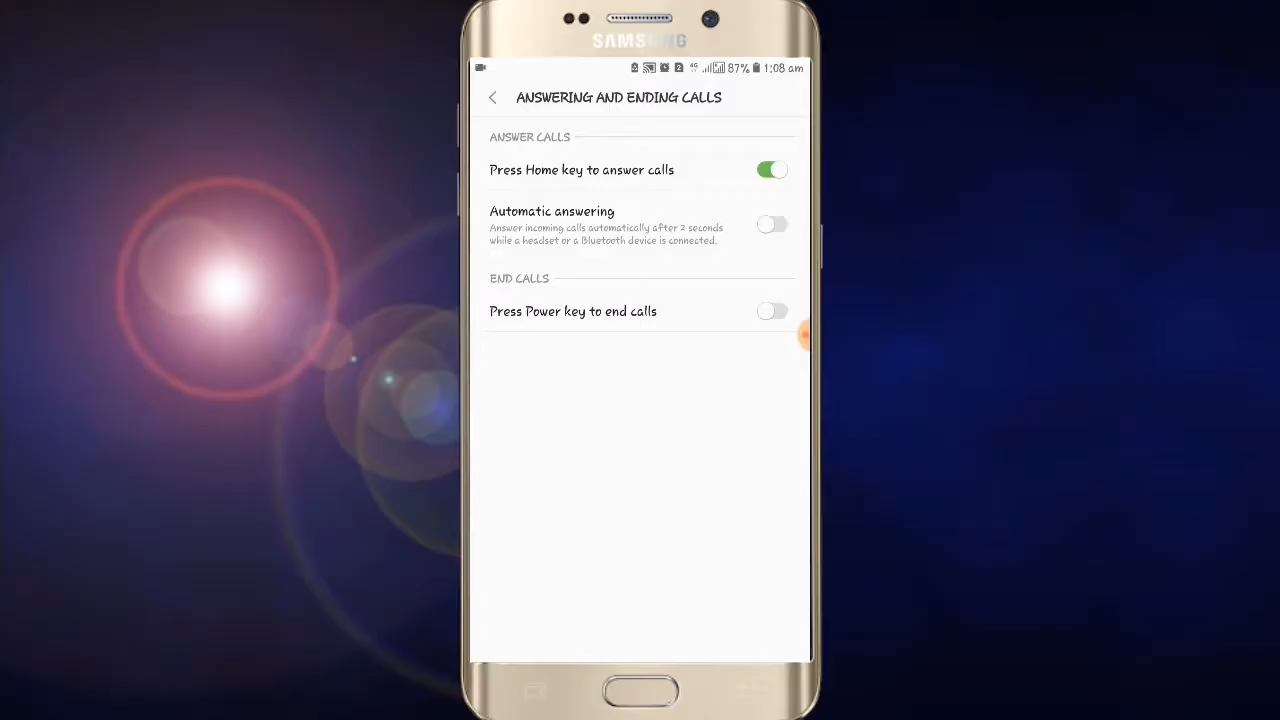 SAMSUNG
4G 87% 1:08 am
ANSWERING AND ENDING CALLS
ANSWER CALLS
Press Home key to answer calls
Automatic answering
Answer incoming calls automatically after 2 seconds
while a headset or a Bluetooth device is connected.
END CALLS
Press Power key to end calls